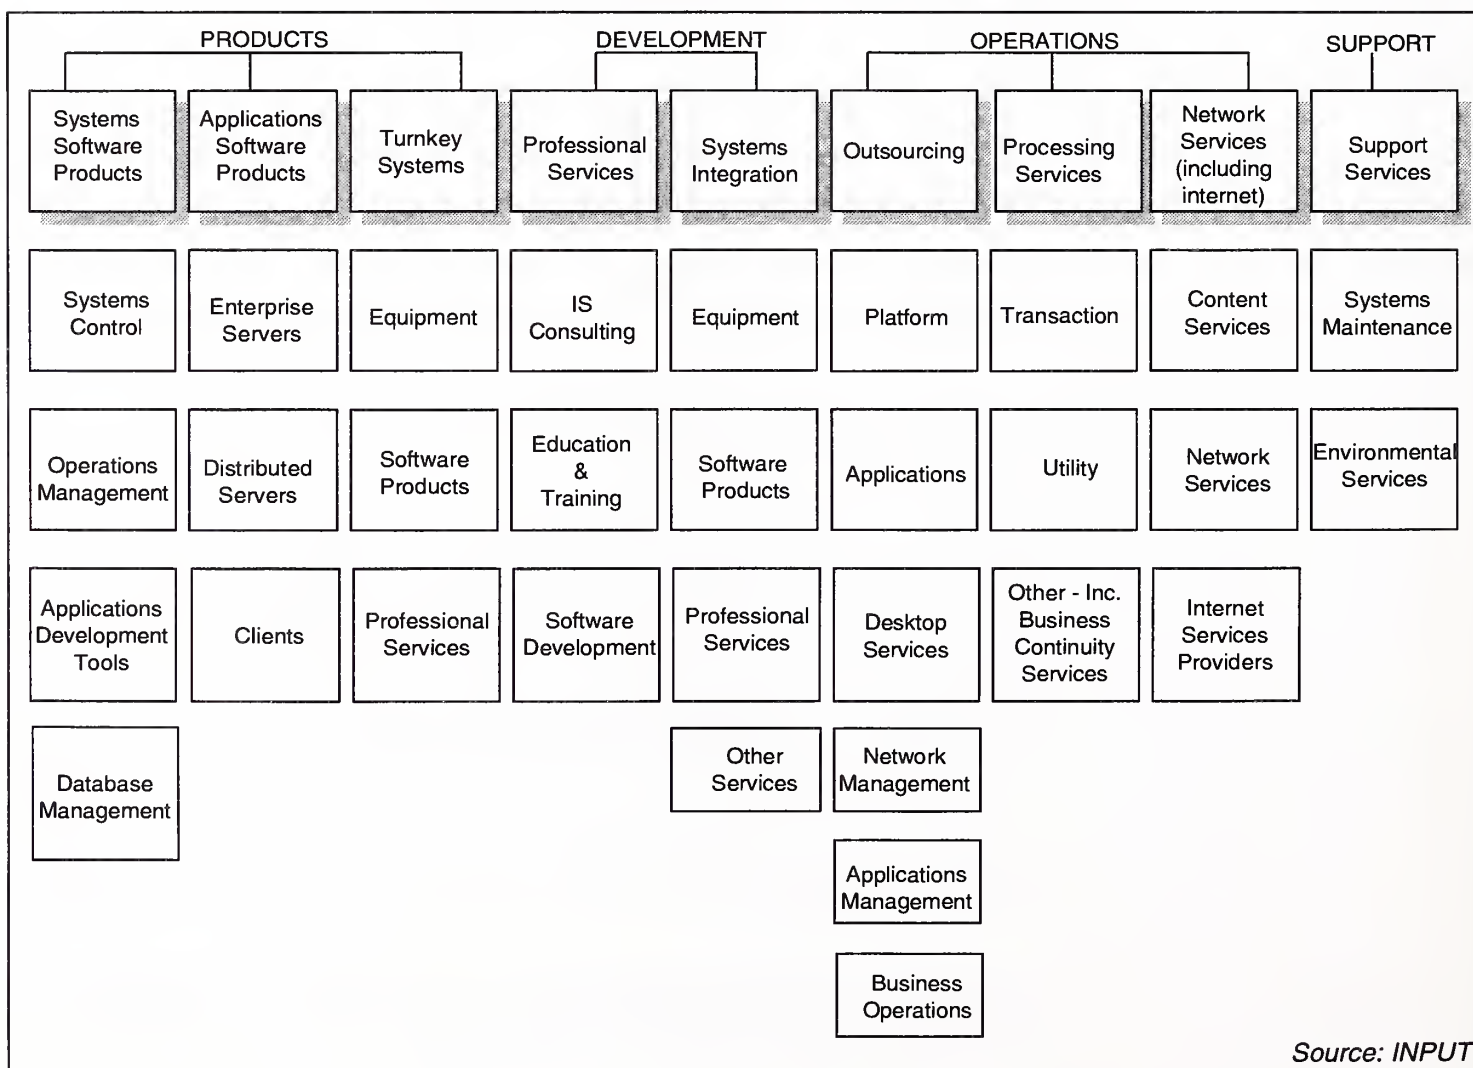 PRODUCTS
DEVELOPMENT
OPERATIONS
SUPPORT
Systems
Software
Products
Applications
Software
Products
Turnkey
Systems
Professional
Services
Systems
Integration
Outsourcing
Processing
Services
Network
Services
(including
internet)
Support
Services
Systems
Control
Enterprise
Servers
Equipment
IS
Consulting
Equipment
Platform
Transaction
Content
Services
Systems
Maintenance
Operations
Management
Distributed
Servers
Software
Products
Education
&
Training
Software
Products
Applications
Utility
Network
Services
Environmental
Services
Applications
Development
Tools
Clients
Professional
Services
Software
Development
Professional
Services
Desktop
Services
Other - Inc.
Business
Continuity
Services
Internet
Services
Providers
Database
Management
Other
Services
Network
Management
Applications
Management
Business
Operations
Source: INPUT